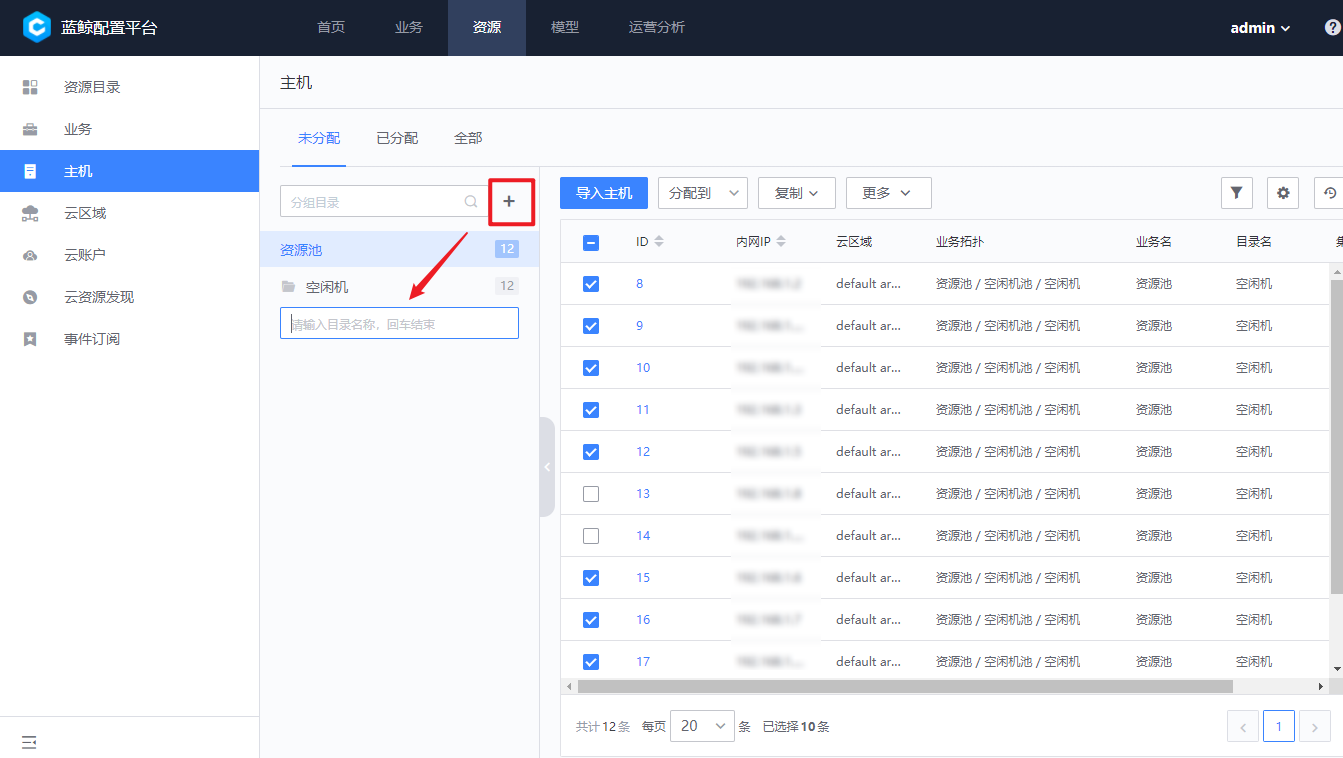 蓝鲸配置平台 首页 业务 资源 模型 运营分析 admin
资源目录
业务
主机
云区域
云账户
云资源发现
事件订阅
主机
未分配 已分配 全部
分组目录
资源池 12
空闲机 12
请输入目录名称，回车结束
导入主机 分配到 复制 更多
ID 内网IP 云区域 业务拓扑 业务名 目录名
8 default ar... 资源池 / 空闲机池 / 空闲机 资源池 空闲机
9 default ar... 资源池 / 空闲机池 / 空闲机 资源池 空闲机
10 default ar... 资源池 / 空闲机池 / 空闲机 资源池 空闲机
11 default ar... 资源池 / 空闲机池 / 空闲机 资源池 空闲机
12 default ar... 资源池 / 空闲机池 / 空闲机 资源池 空闲机
13 default ar... 资源池 / 空闲机池 / 空闲机 资源池 空闲机
14 default ar... 资源池 / 空闲机池 / 空闲机 资源池 空闲机
15 default ar... 资源池 / 空闲机池 / 空闲机 资源池 空闲机
16 default ar... 资源池 / 空闲机池 / 空闲机 资源池 空闲机
17 default ar... 资源池 / 空闲机池 / 空闲机 资源池 空闲机
共计12条 每页 20 条 已选择10条 1